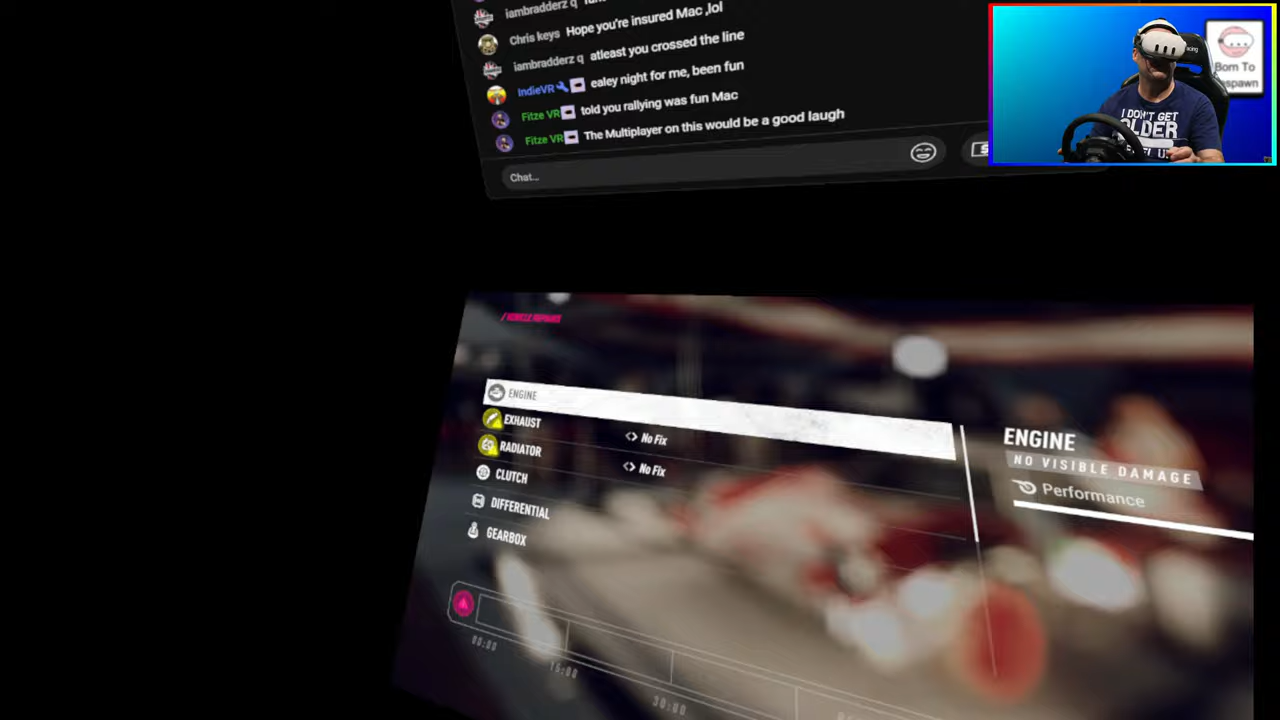 iambradderz q
Chris keys Hope you're insured Mac ,lol
iambradderz q atleast you crossed the line
IndieVR ealey night for me, been fun
Fitze VR told you rallying was fun Mac
Fitze VR The Multiplayer on this would be a good laugh
Chat...
Born To
I DON'T GET
OLDER
/ VEHICLE REPAIRS
ENGINE
EXHAUST <> No Fix
RADIATOR <> No Fix
CLUTCH
DIFFERENTIAL
GEARBOX
ENGINE
NO VISIBLE DAMAGE
Performance
00:00
15:00
30:00